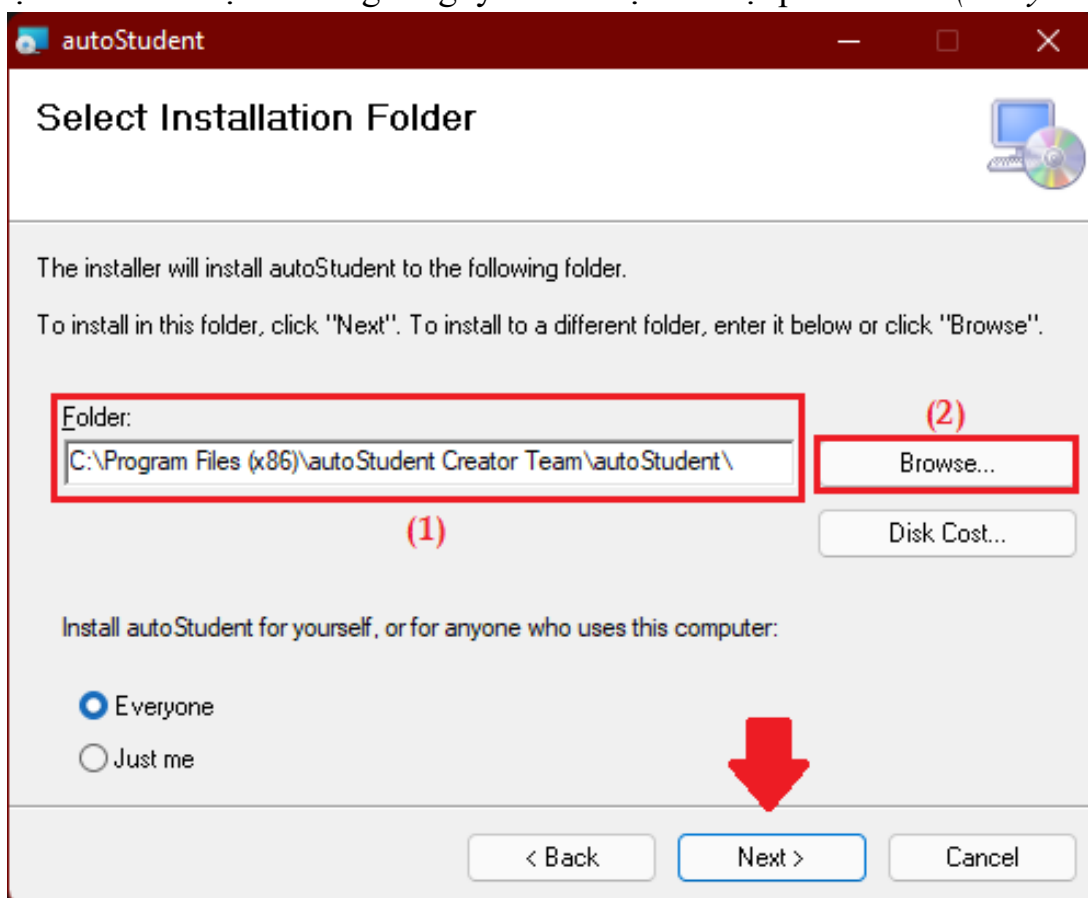 autoStudent
Select Installation Folder
The installer will install autoStudent to the following folder.
To install in this folder, click "Next". To install to a different folder, enter it below or click "Browse".
Folder:
(2)
C:\Program Files (x86)\autoStudent Creator Team\autoStudent\
Browse...
(1)
Disk Cost...
Install autoStudent for yourself, or for anyone who uses this computer:
Everyone
Just me
< Back
Next >
Cancel